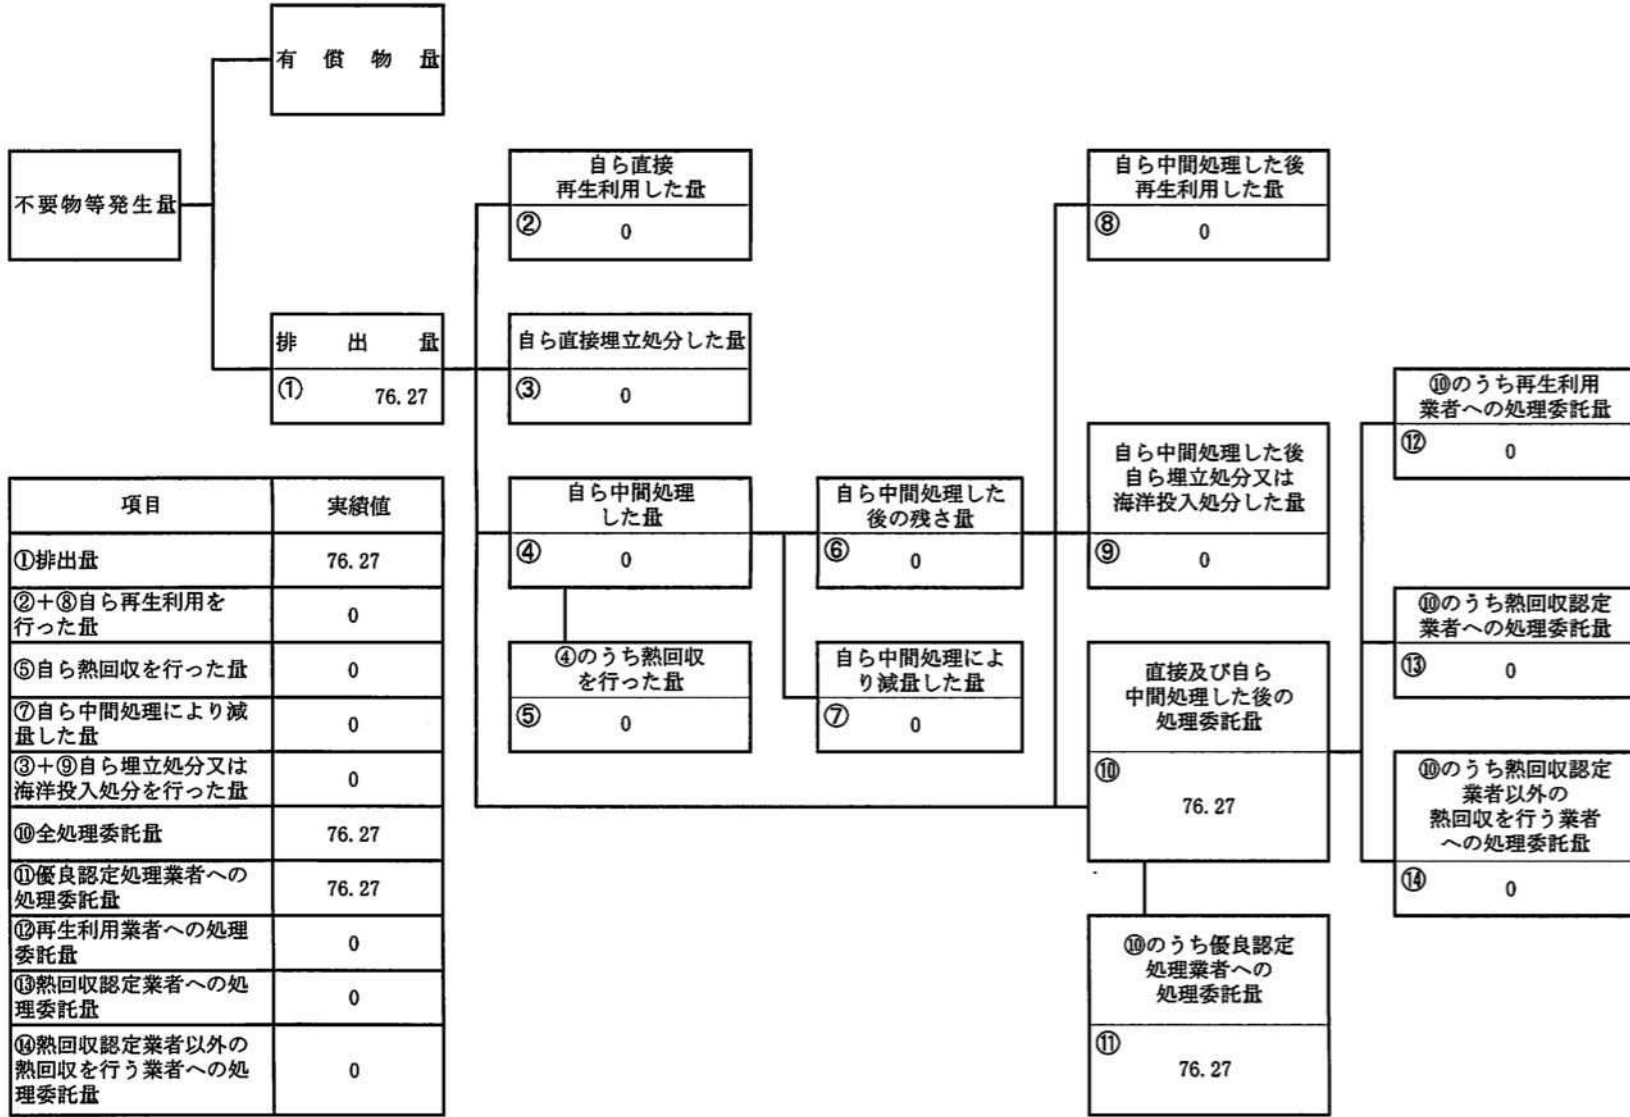 有償物量
不要物等発生量
排出量
① 76.27
自ら直接
再生利用した量
② 0
自ら直接埋立処分した量
③ 0
自ら中間処理
した量
④ 0
④のうち熱回収
を行った量
⑤ 0
自ら中間処理した
後の残さ量
⑥ 0
自ら中間処理によ
り減量した量
⑦ 0
自ら中間処理した後
再生利用した量
⑧ 0
自ら中間処理した後
自ら埋立処分又は
海洋投入処分した量
⑨ 0
直接及び自ら
中間処理した後の
処理委託量
⑩
76.27
⑩のうち優良認定
処理業者への
処理委託量
⑪
76.27
⑩のうち再生利用
業者への処理委託量
⑫ 0
⑩のうち熱回収認定
業者への処理委託量
⑬ 0
⑩のうち熱回収認定
業者以外の
熱回収を行う業者
への処理委託量
⑭ 0
項目 実績値
①排出量 76.27
②+⑧自ら再生利用を
行った量 0
⑤自ら熱回収を行った量 0
⑦自ら中間処理により減
量した量 0
③+⑨自ら埋立処分又は
海洋投入処分を行った量 0
⑩全処理委託量 76.27
⑪優良認定処理業者への
処理委託量 76.27
⑫再生利用業者への処理
委託量 0
⑬熱回収認定業者への処
理委託量 0
⑭熱回収認定業者以外の
熱回収を行う業者への処
理委託量 0